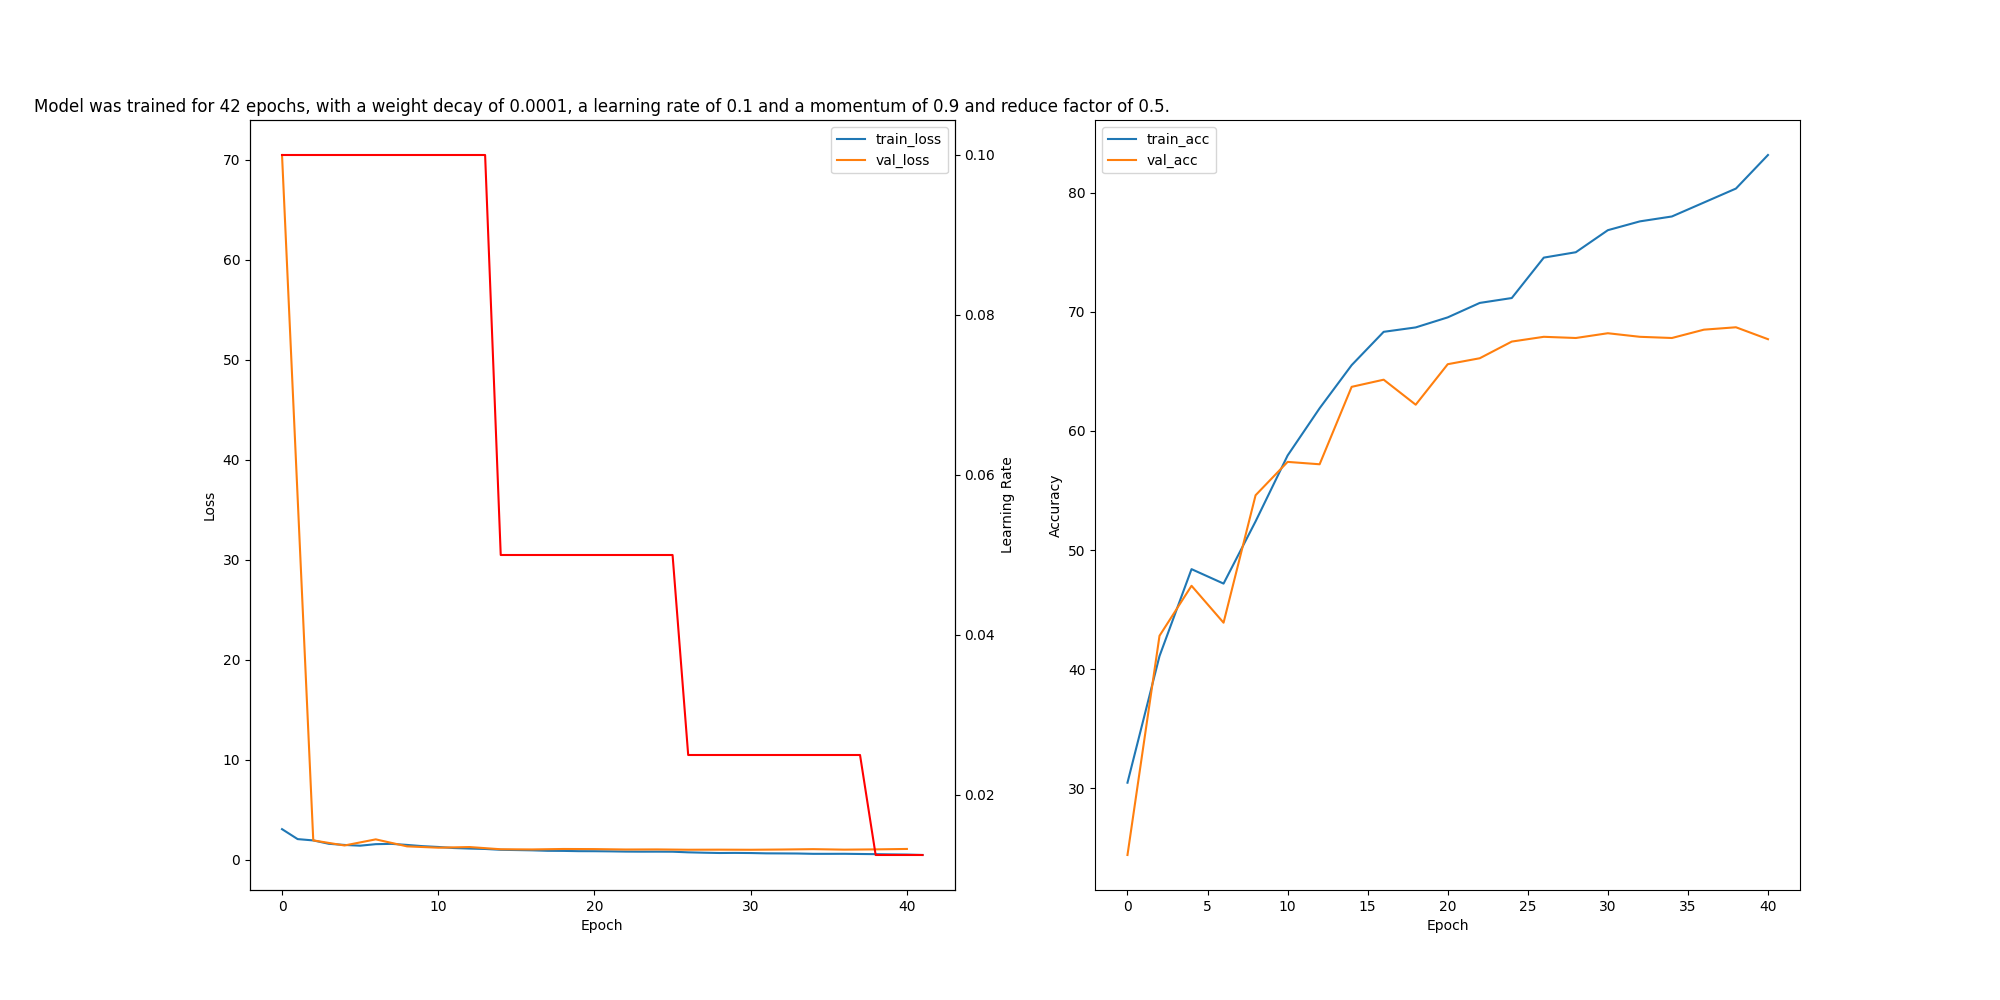 Model was trained for 42 epochs, with a weight decay of 0.0001, a learning rate of 0.1 and a momentum of 0.9 and reduce factor of 0.5.
train_loss
val_loss
70
60
50
40
30
20
10
0
Loss
0 10 20 30 40
Epoch
0.10
0.08
0.06
0.04
0.02
Learning Rate
train_acc
val_acc
80
70
60
50
40
30
Accuracy
0 5 10 15 20 25 30 35 40
Epoch